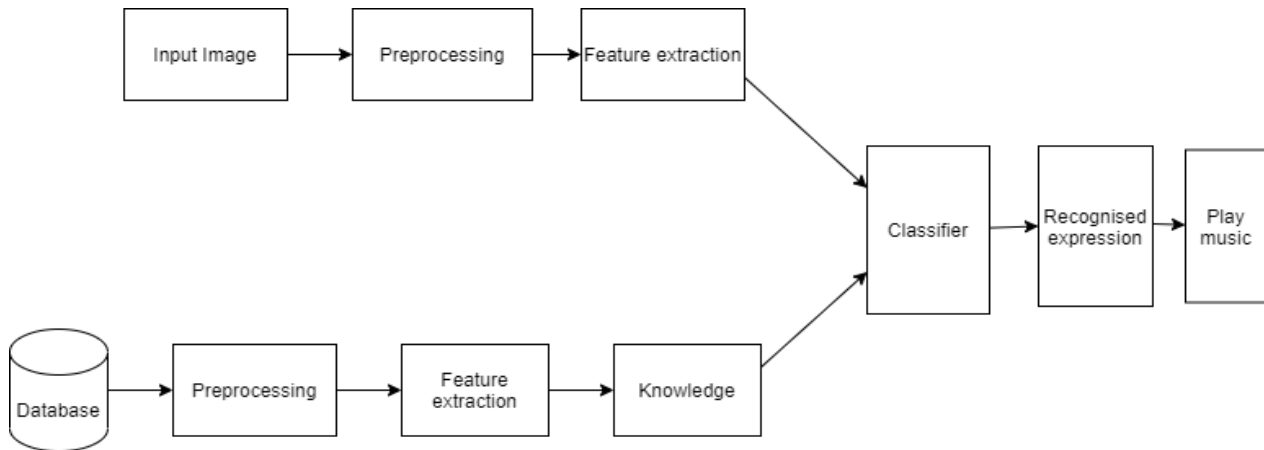 Input Image
Preprocessing
Feature extraction
Classifier
Recognised
expression
Play
music
Database
Preprocessing
Feature
extraction
Knowledge